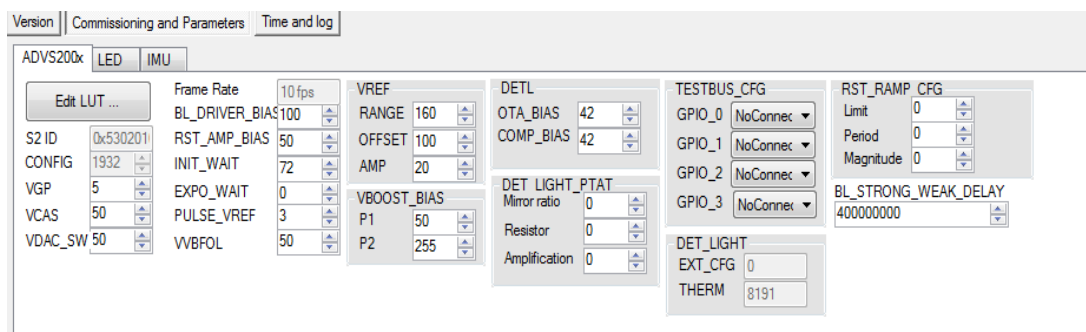 Version Commissioning and Parameters Time and log
ADVS200x LED IMU
Edit LUT ...
S2 ID 0x5302010
CONFIG 1932
VGP 5
VCAS 50
VDAC_SW 50
Frame Rate 10 fps
BL_DRIVER_BIAS 100
RST_AMP_BIAS 50
INIT_WAIT 72
EXPO_WAIT 0
PULSE_VREF 3
VVBFOL 50
VREF
RANGE 160
OFFSET 100
AMP 20
VBOOST_BIAS
P1 50
P2 255
DETL
OTA_BIAS 42
COMP_BIAS 42
DET_LIGHT_PTAT
Mirror ratio 0
Resistor 0
Amplification 0
TESTBUS_CFG
GPIO_0 NoConnec
GPIO_1 NoConnec
GPIO_2 NoConnec
GPIO_3 NoConnec
DET_LIGHT
EXT_CFG 0
THERM 8191
RST_RAMP_CFG
Limit 0
Period 0
Magnitude 0
BL_STRONG_WEAK_DELAY
400000000